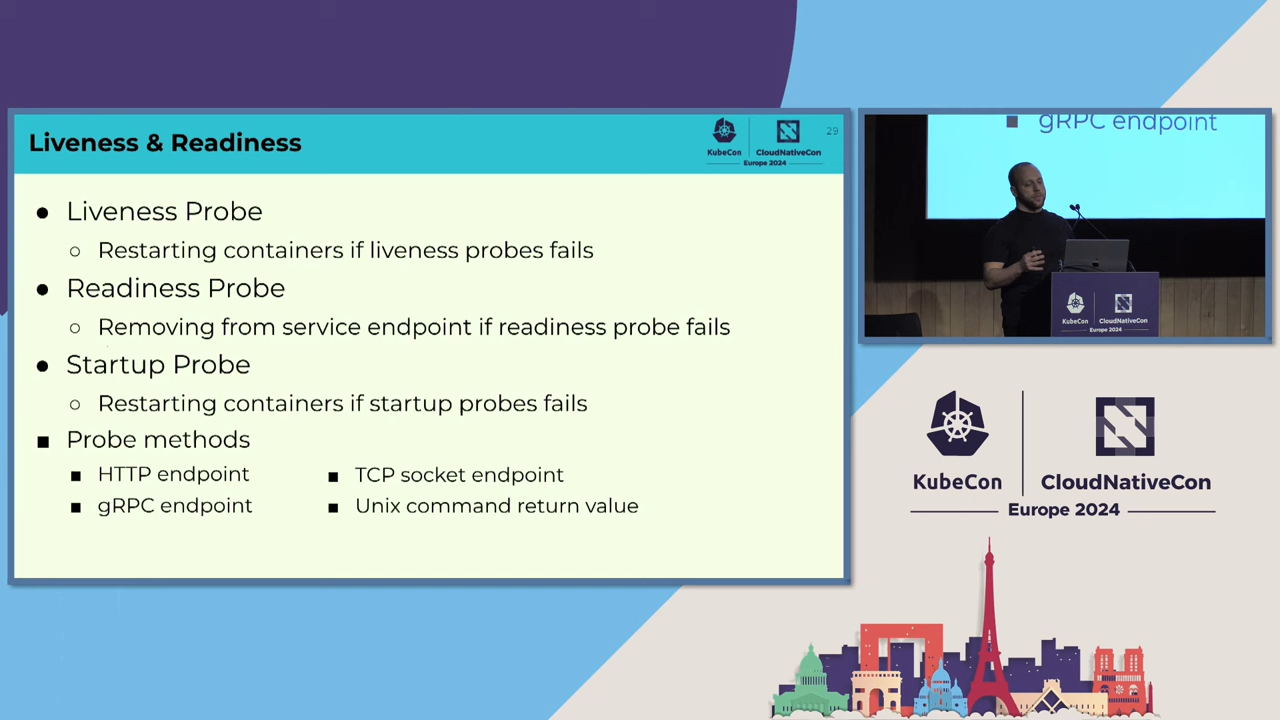 Liveness & Readiness
KubeCon
CloudNativeCon
Europe 2024
29
● Liveness Probe
○ Restarting containers if liveness probes fails
● Readiness Probe
○ Removing from service endpoint if readiness probe fails
● Startup Probe
○ Restarting containers if startup probes fails
■ Probe methods
■ HTTP endpoint
■ TCP socket endpoint
■ gRPC endpoint
■ Unix command return value
■ gRPC endpoint
KubeCon
CloudNativeCon
Europe 2024
KubeCon
CloudNativeCon
Europe 2024